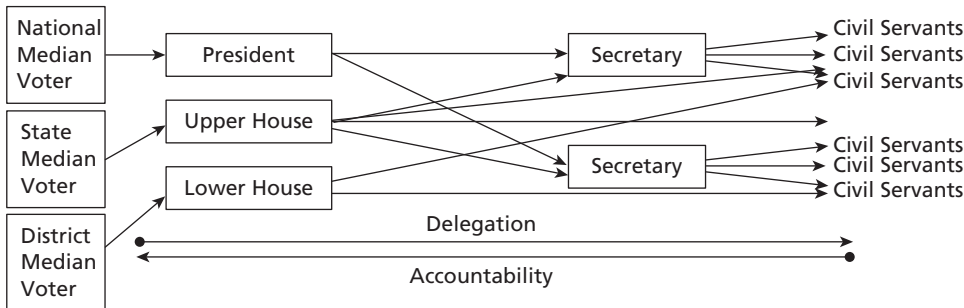 National
Median
Voter
President
Secretary
Civil Servants
Civil Servants
Civil Servants
State
Median
Voter
Upper House
Lower House
Secretary
Civil Servants
Civil Servants
Civil Servants
District
Median
Voter
Delegation
Accountability